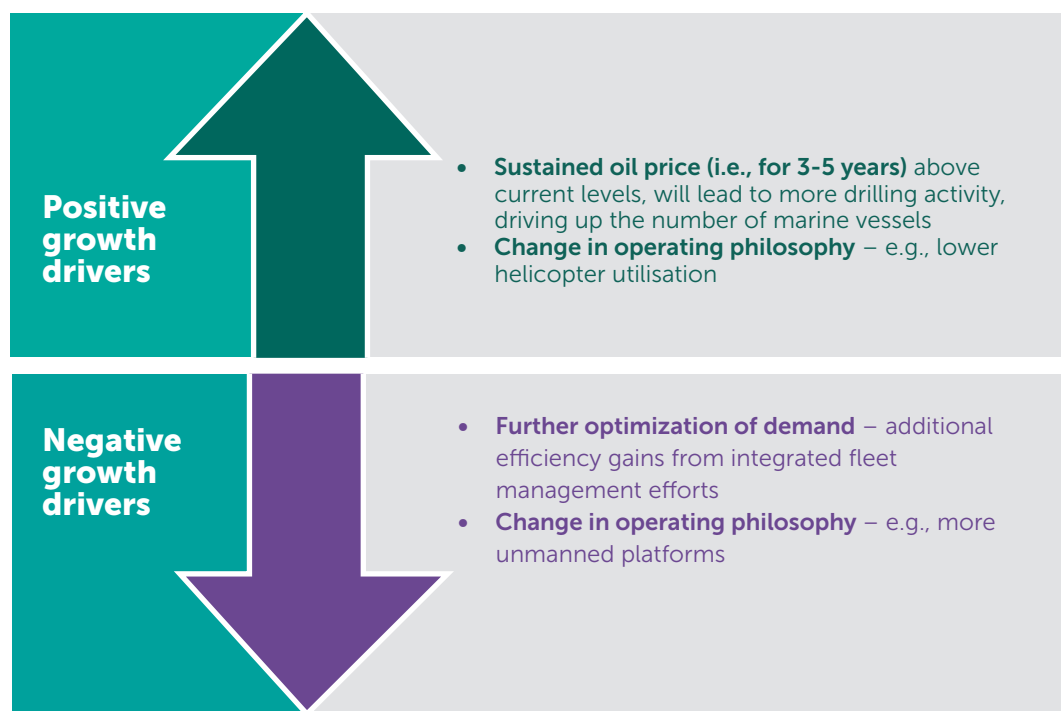 Positive
growth
drivers
• Sustained oil price (i.e., for 3-5 years) above
current levels, will lead to more drilling activity,
driving up the number of marine vessels
• Change in operating philosophy – e.g., lower
helicopter utilisation
Negative
growth
drivers
• Further optimization of demand – additional
efficiency gains from integrated fleet
management efforts
• Change in operating philosophy – e.g., more
unmanned platforms